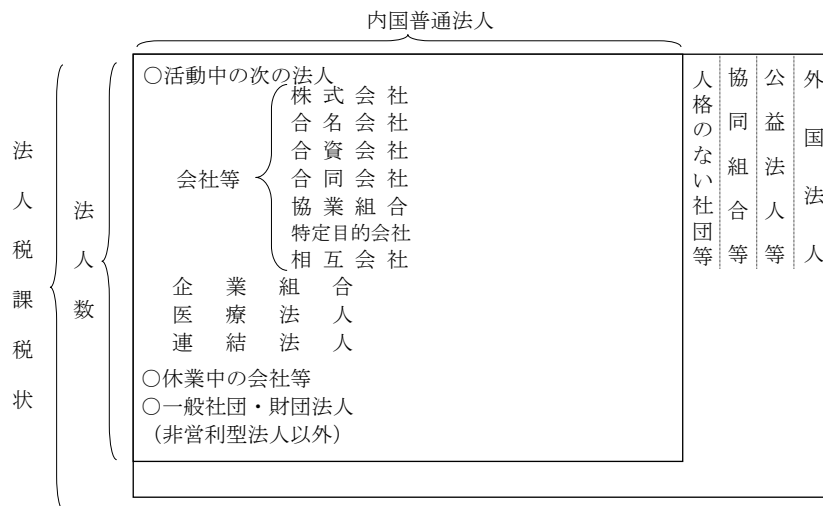 内国普通法人
○活動中の次の法人
株式会社
合名会社
合資会社
会社等
合同会社
協業組合
特定目的会社
相互会社
企業組合
医療法人
連結法人
○休業中の会社等
○一般社団・財団法人
(非営利型法人以外)
法人税課税状
法人数
人格のない社団等
協同組合等
公益法人等
外国法人